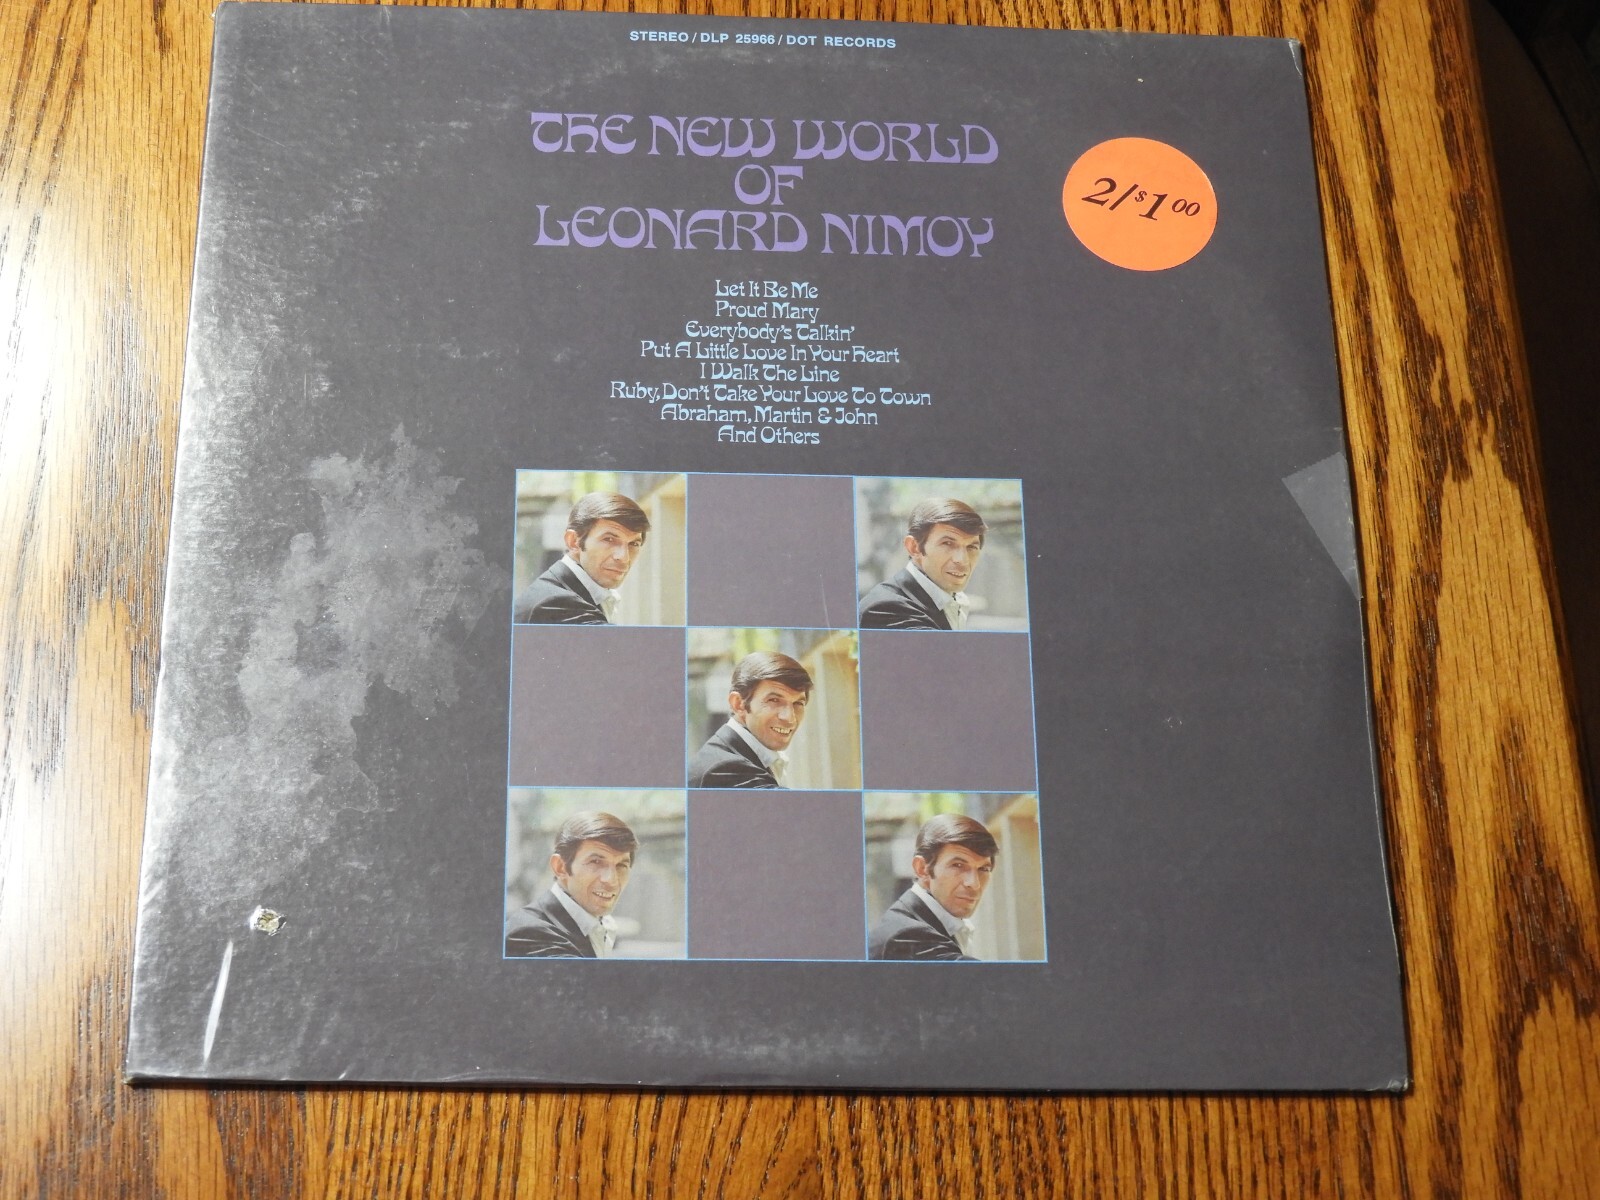 STEREO / DLP 25966 / DOT RECORDS
THE NEW WORLD
OF
LEONARD NIMOY
2/$100
Let It Be Me
Proud Mary
Everybody's Talkin'
Put A Little Love In Your Heart
I Walk The Line
Ruby, Don't Take Your Love To Town
Abraham, Martin & John
And Others